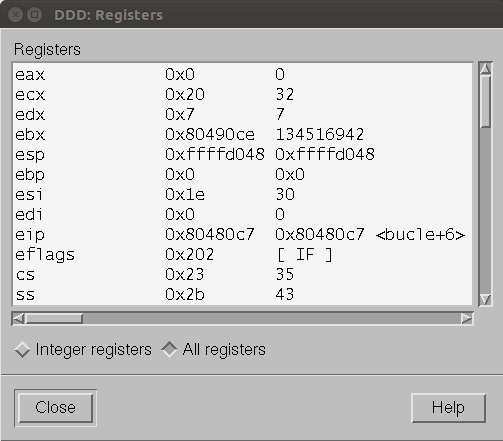 DDD: Registers
Registers
eax 0x0 0
ecx 0x20 32
edx 0x7 7
ebx 0x80490ce 134516942
esp 0xffffd048 0xffffd048
ebp 0x0 0x0
esi 0x1e 30
edi 0x0 0
eip 0x80480c7 0x80480c7 <bucle+6>
eflags 0x202 [ IF ]
cs 0x23 35
ss 0x2b 43
Integer registers All registers
Close Help